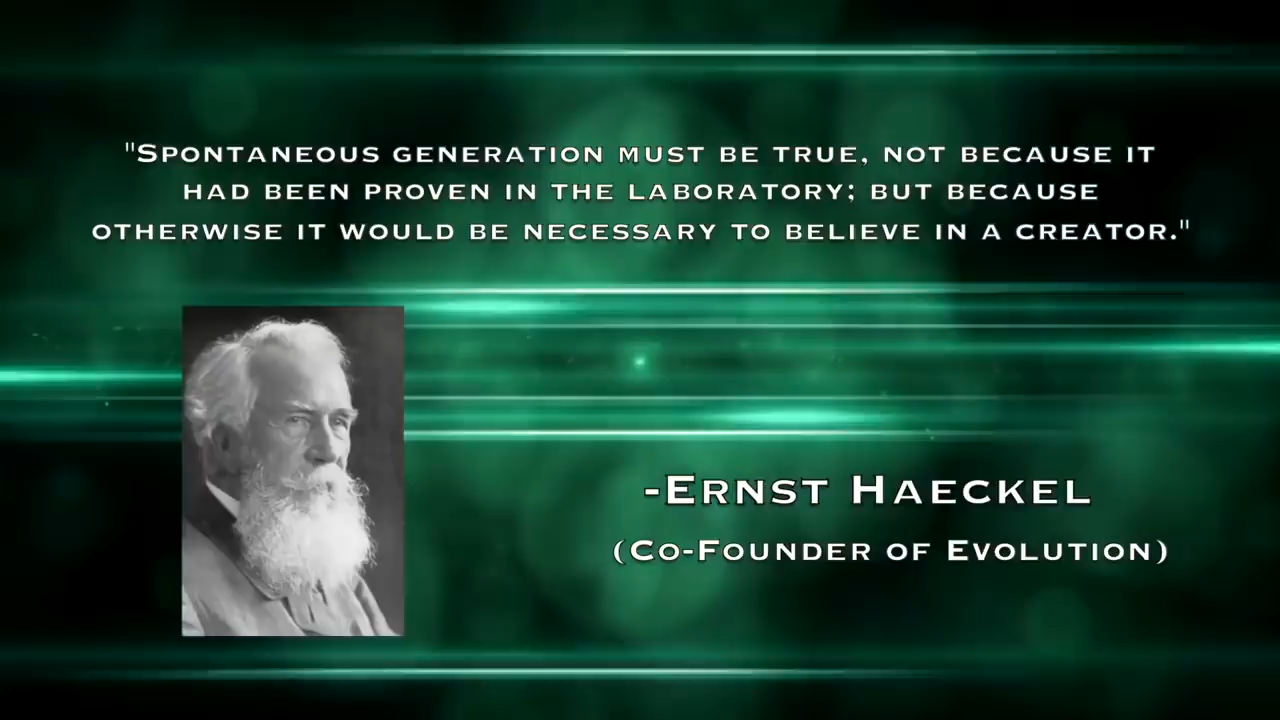 "Spontaneous generation must be true, not because it
had been proven in the laboratory; but because
otherwise it would be necessary to believe in a creator."
-Ernst Haeckel
(Co-Founder of Evolution)